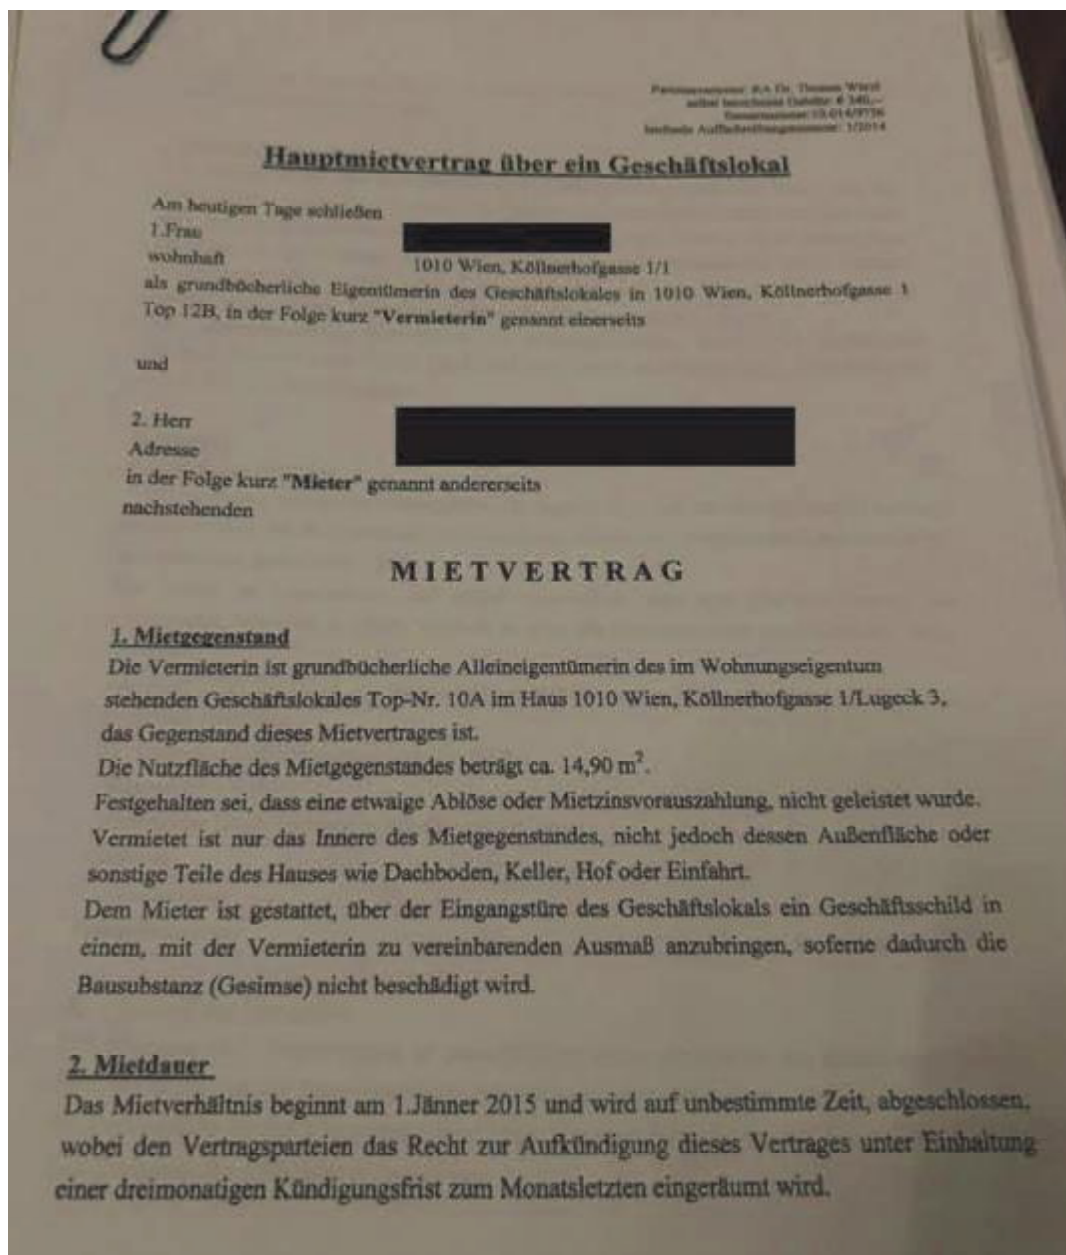 RA Dr. Thomas
€ 340,--
1/2014
Hauptmietvertrag über ein Geschäftslokal
Am heutigen Tage schließen
1.Frau
wohnhaft
1010 Wien, Köllnerhofgasse 1/1
als grundbücherliche Eigentümerin des Geschäftslokales in 1010 Wien, Köllnerhofgasse 1
Top 12B, in der Folge kurz "Vermieterin" genannt einerseits
und
2. Herr
Adresse
in der Folge kurz "Mieter" genannt andererseits
nachstehenden
MIETVERTRAG
1. Mietgegenstand
Die Vermieterin ist grundbücherliche Alleineigentümerin des im Wohnungseigentum
stehenden Geschäftslokales Top-Nr. 10A im Haus 1010 Wien, Köllnerhofgasse 1/Lugeck 3,
das Gegenstand dieses Mietvertrages ist.
Die Nutzfläche des Mietgegenstandes beträgt ca. 14,90 m².
Festgehalten sei, dass eine etwaige Ablöse oder Mietzinsvorauszahlung, nicht geleistet wurde.
Vermietet ist nur das Innere des Mietgegenstandes, nicht jedoch dessen Außenfläche oder
sonstige Teile des Hauses wie Dachboden, Keller, Hof oder Einfahrt.
Dem Mieter ist gestattet, über der Eingangstüre des Geschäftslokals ein Geschäftsschild in
einem, mit der Vermieterin zu vereinbarenden Ausmaß anzubringen, soferne dadurch die
Bausubstanz (Gesimse) nicht beschädigt wird.
2. Mietdauer
Das Mietverhältnis beginnt am 1.Jänner 2015 und wird auf unbestimmte Zeit, abgeschlossen,
wobei den Vertragsparteien das Recht zur Aufkündigung dieses Vertrages unter Einhaltung
einer dreimonatigen Kündigungsfrist zum Monatsletzten eingeräumt wird.